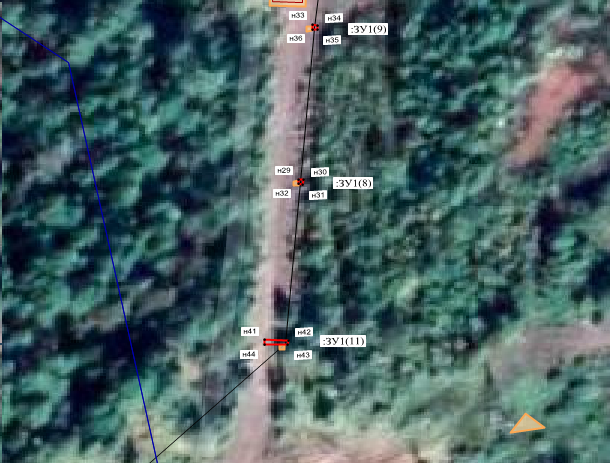 н33 н34
:ЗУ1(9)
н36 н35
н29 н30
:ЗУ1(8)
н32 н31
н41 н42
:ЗУ1(11)
н44 н43